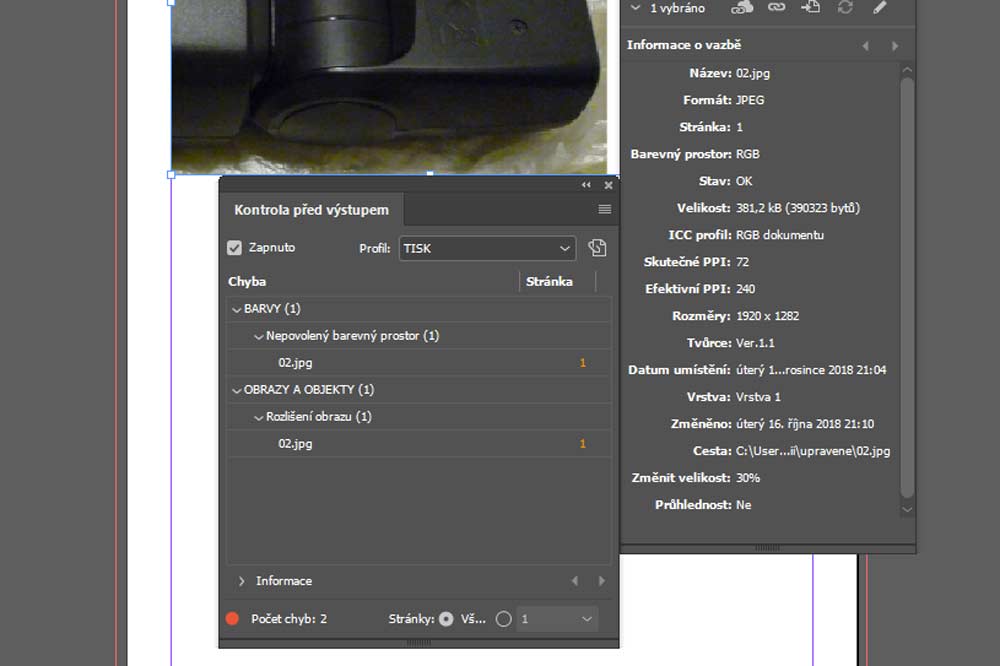 1 vybráno
Informace o vazbě
Název: 02.jpg
Formát: JPEG
Stránka: 1
Barevný prostor: RGB
Stav: OK
Velikost: 381,2 kB (390323 bytů)
ICC profil: RGB dokumentu
Skutečné PPI: 72
Efektivní PPI: 240
Rozměry: 1920 x 1282
Tvůrce: Ver.1.1
Datum umístění: úterý 1...rosince 2018 21:04
Vrstva: Vrstva 1
Změněno: úterý 16. října 2018 21:10
Cesta: C:\User...ii\upravene\02.jpg
Změnit velikost: 30%
Průhlednost: Ne
Kontrola před výstupem
Zapnuto Profil: TISK
Chyba Stránka
BARVY (1)
Nepovolený barevný prostor (1)
02.jpg 1
OBRAZY A OBJEKTY (1)
Rozlišení obrazu (1)
02.jpg 1
Informace
Počet chyb: 2 Stránky: Vš... 1